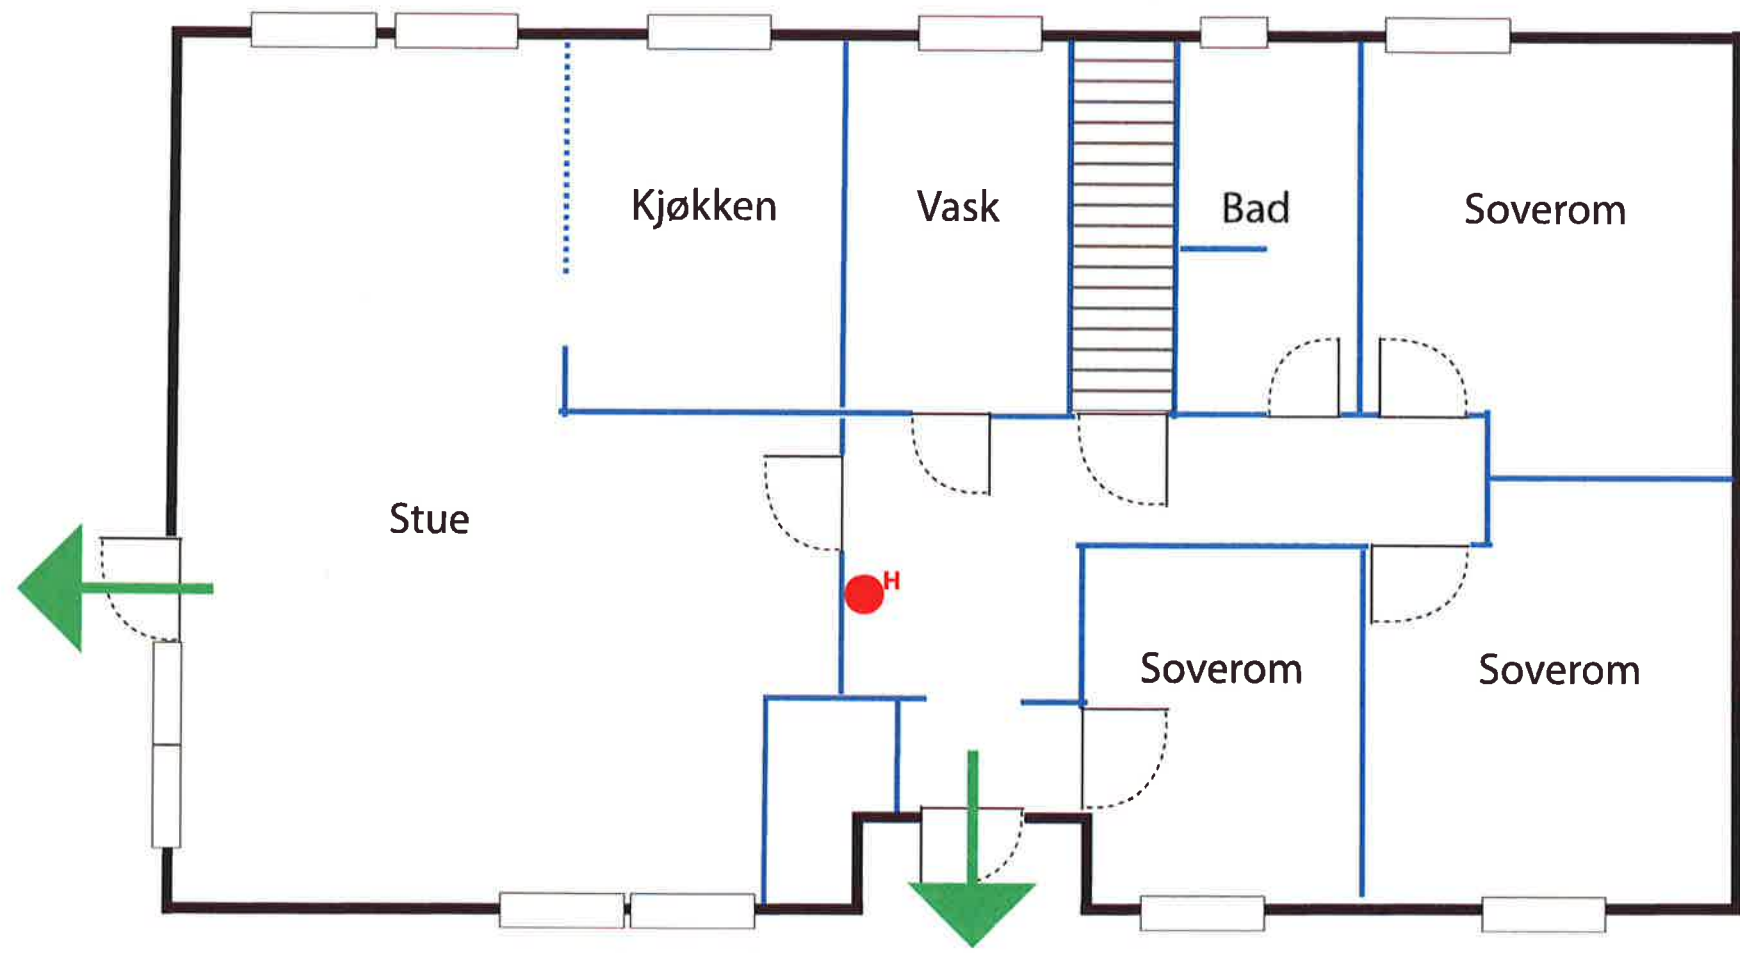 Kjøkken
Vask
Bad
Soverom
Stue
H
Soverom
Soverom